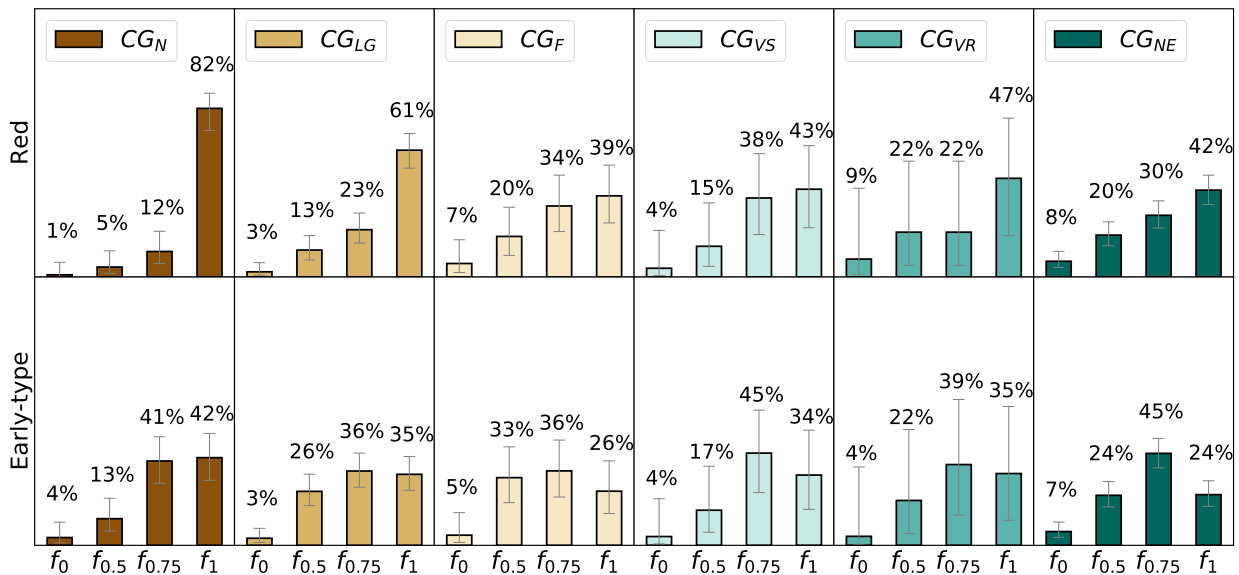 CG_N CG_LG CG_F CG_VS CG_VR CG_NE
Red
1% 5% 12% 82%
3% 13% 23% 61%
7% 20% 34% 39%
4% 15% 38% 43%
9% 22% 22% 47%
8% 20% 30% 42%
Early-type
4% 13% 41% 42%
3% 26% 36% 35%
5% 33% 36% 26%
4% 17% 45% 34%
4% 22% 39% 35%
7% 24% 45% 24%
f_0 f_0.5 f_0.75 f_1 f_0 f_0.5 f_0.75 f_1 f_0 f_0.5 f_0.75 f_1 f_0 f_0.5 f_0.75 f_1 f_0 f_0.5 f_0.75 f_1 f_0 f_0.5 f_0.75 f_1